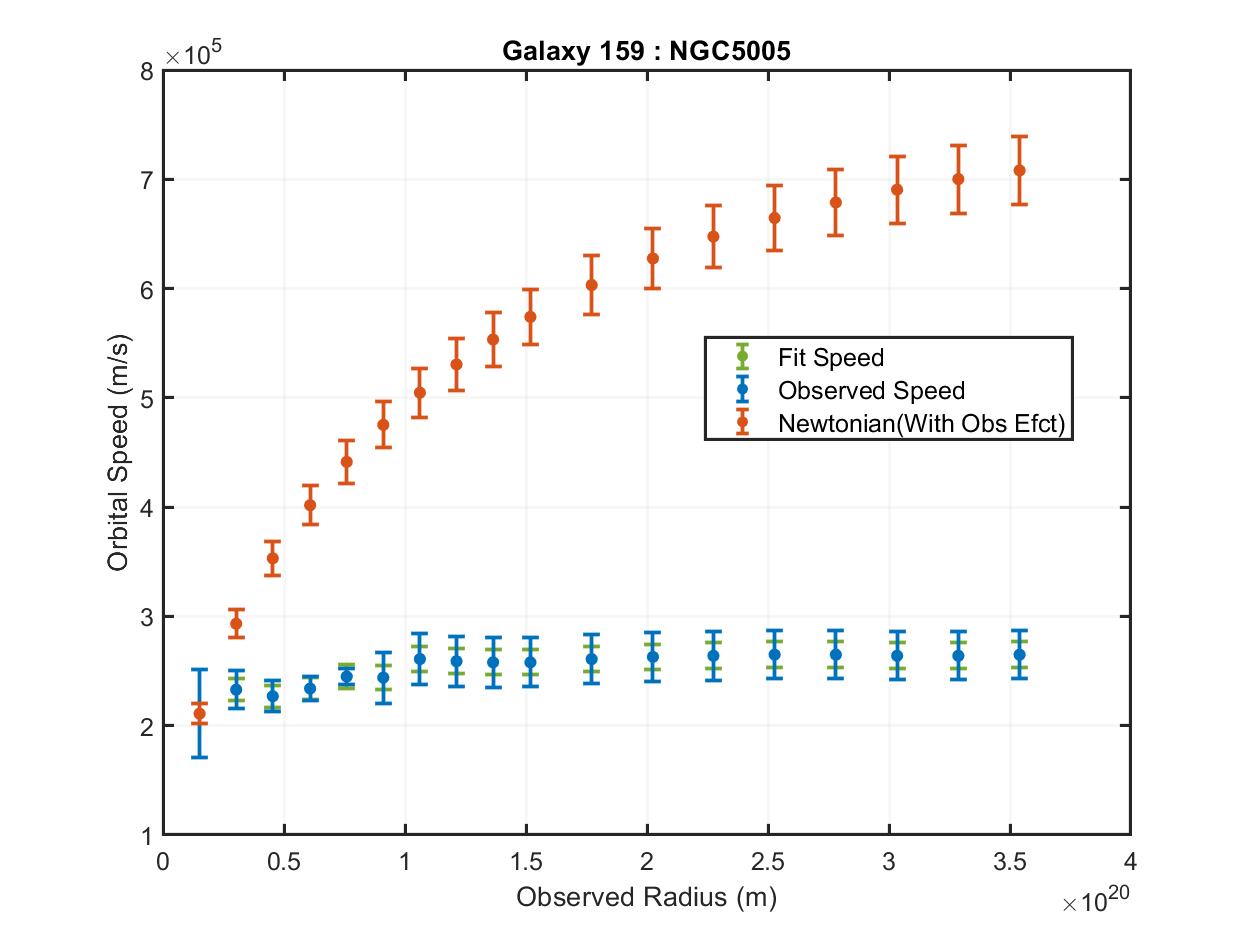 Galaxy 159 : NGC5005
×10^5
8
7
6
5
4
3
2
1
Orbital Speed (m/s)
Fit Speed
Observed Speed
Newtonian(With Obs Efct)
0 0.5 1 1.5 2 2.5 3 3.5 4
Observed Radius (m)
×10^20